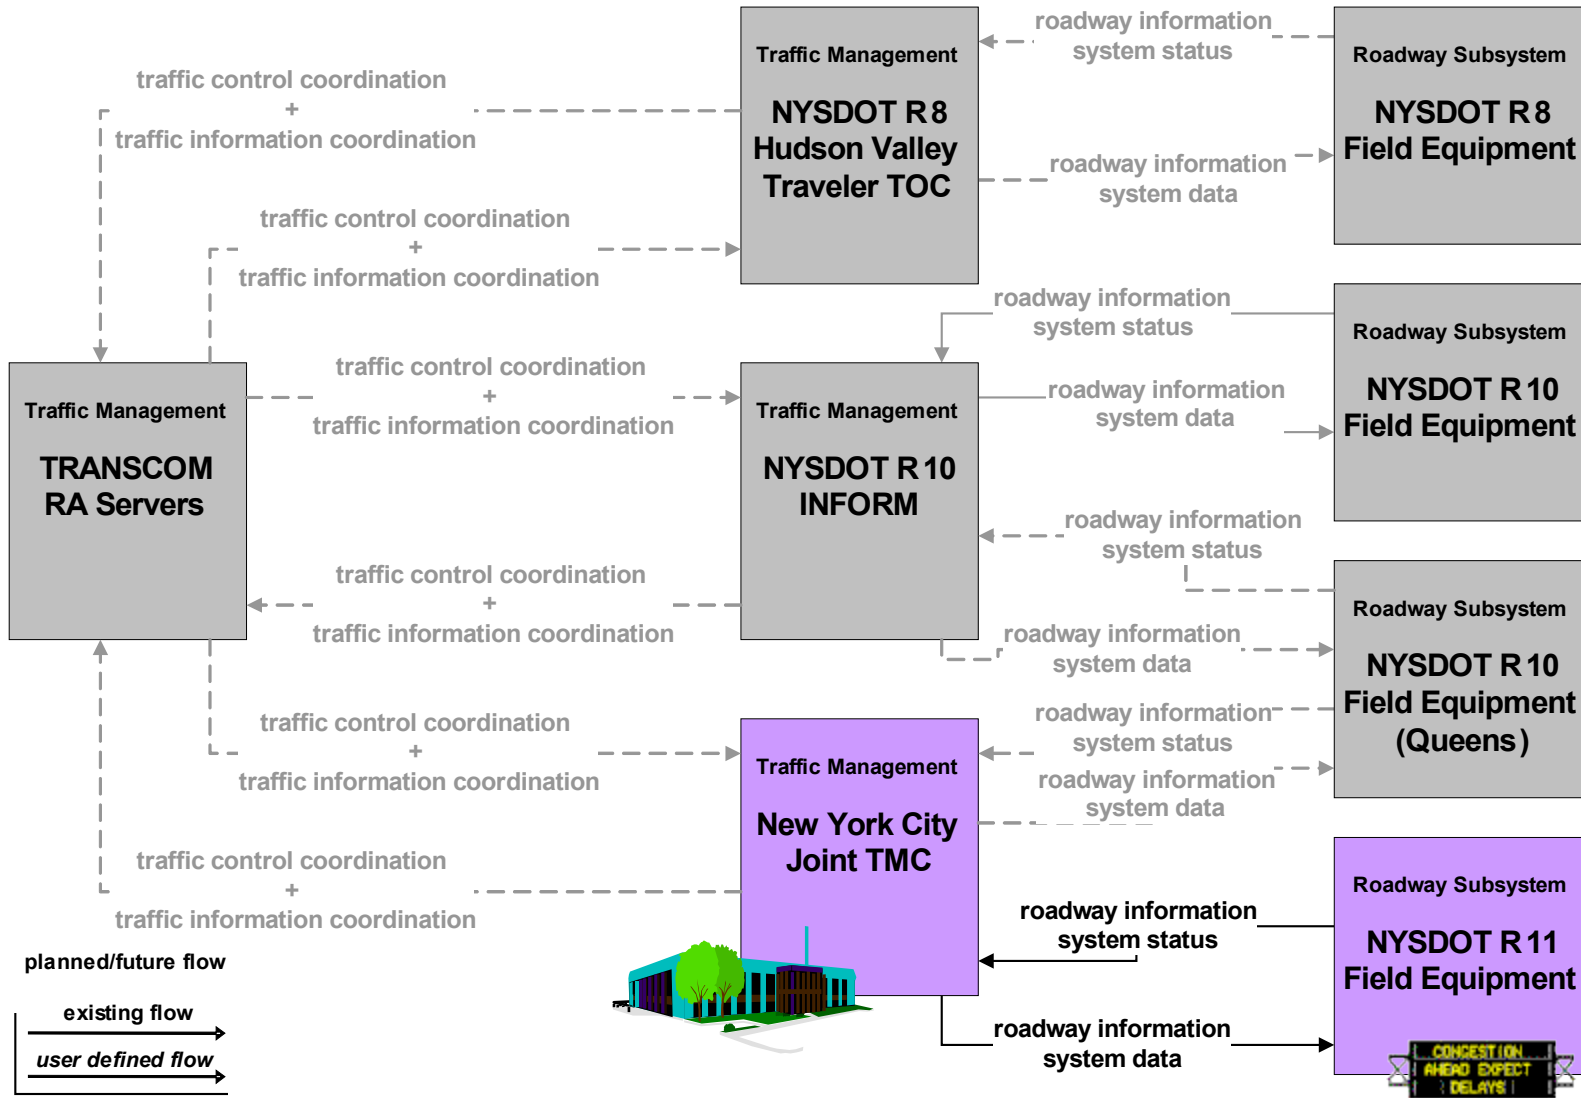 roadway information
system status
Traffic Management
NYSDOT R 8
Hudson Valley
Traveler TOC
Roadway Subsystem
NYSDOT R 8
Field Equipment
traffic control coordination
+
traffic information coordination
roadway information
system data
traffic control coordination
+
traffic information coordination
roadway information
system status
Roadway Subsystem
NYSDOT R 10
Field Equipment
traffic control coordination
+
traffic information coordination
roadway information
system data
Traffic Management
TRANSCOM
RA Servers
Traffic Management
NYSDOT R 10
INFORM
roadway information
system status
traffic control coordination
+
traffic information coordination
roadway information
system data
Roadway Subsystem
NYSDOT R 10
Field Equipment
(Queens)
traffic control coordination
+
traffic information coordination
roadway information
system status
Traffic Management
New York City
Joint TMC
roadway information
system data
traffic control coordination
+
traffic information coordination
roadway information
system status
Roadway Subsystem
NYSDOT R 11
Field Equipment
roadway information
system data
planned/future flow
existing flow
user defined flow
CONGESTION
AHEAD EXPECT
DELAYS